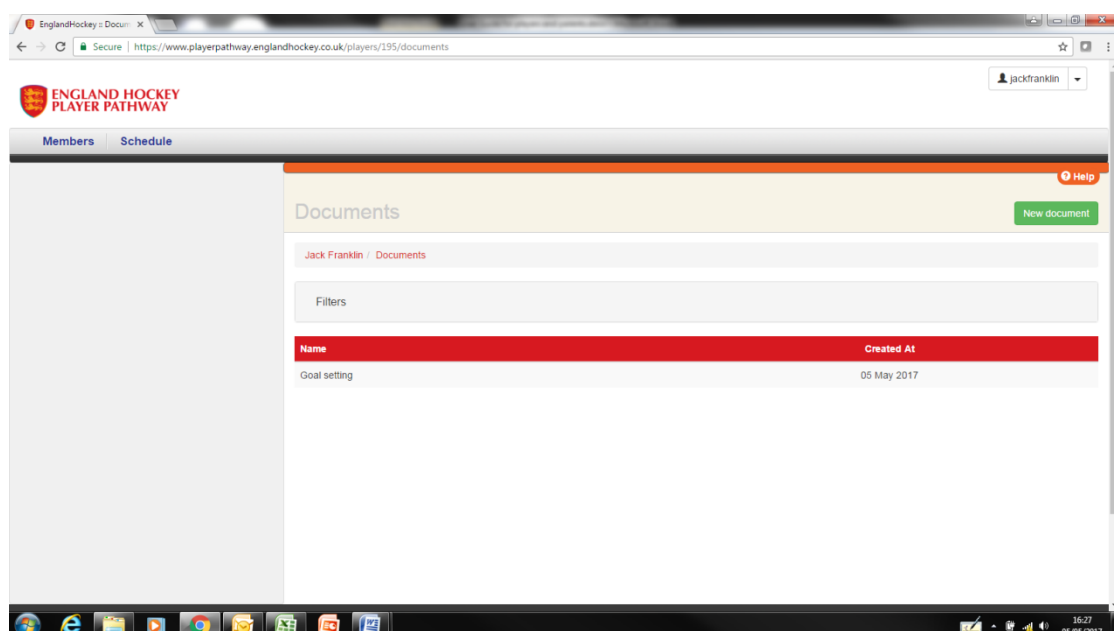 EnglandHockey :: Docum
Secure | https://www.playerpathway.englandhockey.co.uk/players/195/documents
jackfranklin
ENGLAND HOCKEY
PLAYER PATHWAY
Members Schedule
Help
Documents
New document
Jack Franklin / Documents
Filters
Name Created At
Goal setting 05 May 2017
16:27